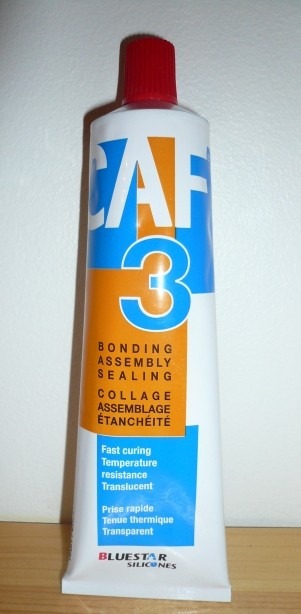 CAF
3
BONDING
ASSEMBLY
SEALING
COLLAGE
ASSEMBLAGE
ÉTANCHÉITÉ
Fast curing
Temperature
resistance
Translucent
Prise rapide
Tenue thermique
Transparent
BLUESTAR
SILICONES